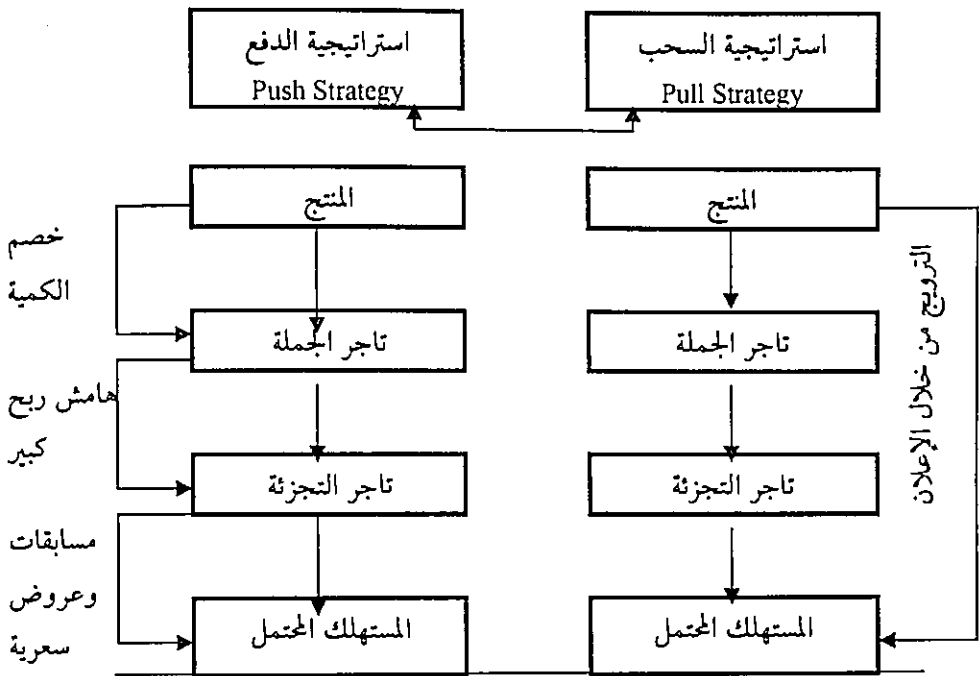 استراتيجية الدفع
Push Strategy
استراتيجية السحب
Pull Strategy
المنتج
المنتج
خصم
الكمية
تاجر الجملة
تاجر الجملة
هامش ربح
كبير
تاجر التجزئة
تاجر التجزئة
الترويج من خلال الإعلان
مسابقات
وعروض
سعرية
المستهلك المحتمل
المستهلك المحتمل